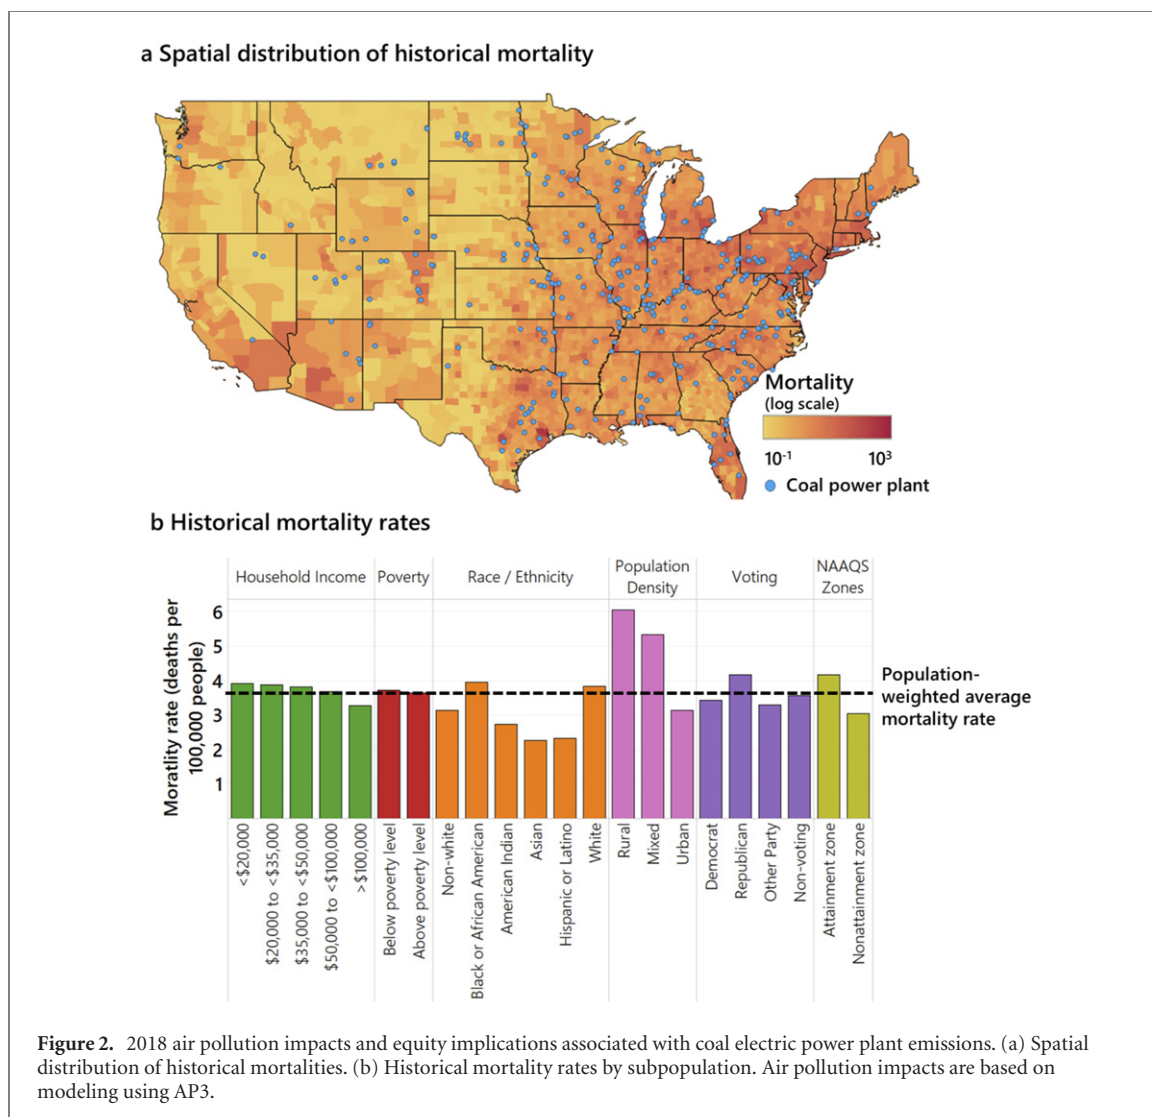 a Spatial distribution of historical mortality
Mortality
(log scale)
10⁻¹ 10³
Coal power plant
b Historical mortality rates
Household Income Poverty Race / Ethnicity Population Density Voting NAAQS Zones
Moratlity rate (deaths per
100,000 people)
6
5
4
3
2
1
Population-
weighted average
mortality rate
<$20,000
$20,000 to <$35,000
$35,000 to <$50,000
$50,000 to <$100,000
>$100,000
Below poverty level
Above poverty level
Non-white
Black or African American
American Indian
Asian
Hispanic or Latino
White
Rural
Mixed
Urban
Democrat
Republican
Other Party
Non-voting
Attainment zone
Nonattainment zone
Figure 2. 2018 air pollution impacts and equity implications associated with coal electric power plant emissions. (a) Spatial
distribution of historical mortalities. (b) Historical mortality rates by subpopulation. Air pollution impacts are based on
modeling using AP3.